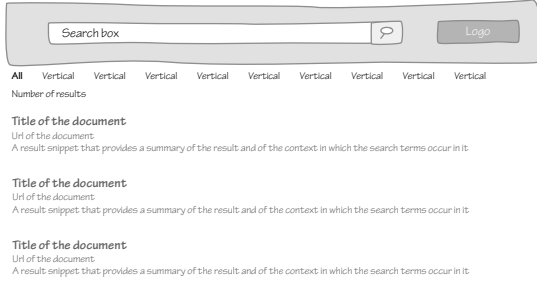 Search box
Logo
All Vertical Vertical Vertical Vertical Vertical Vertical Vertical Vertical Vertical
Number of results
Title of the document
Url of the document
A result snippet that provides a summary of the result and of the context in which the search terms occur in it
Title of the document
Url of the document
A result snippet that provides a summary of the result and of the context in which the search terms occur in it
Title of the document
Url of the document
A result snippet that provides a summary of the result and of the context in which the search terms occur in it